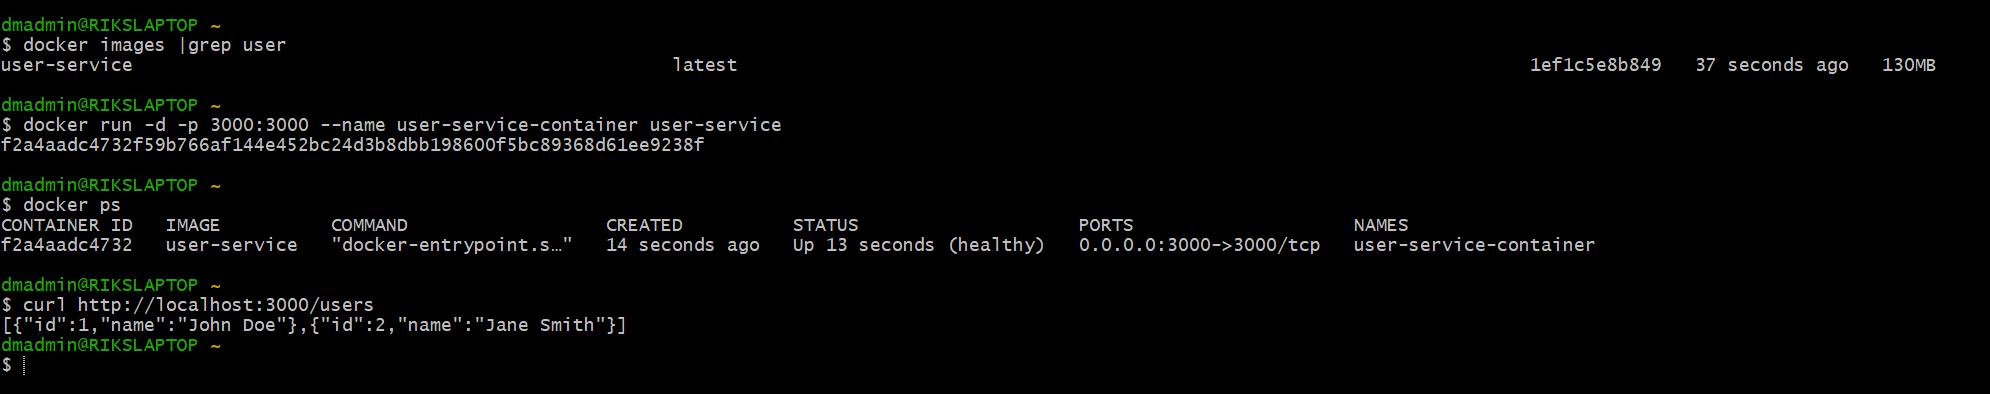 dmadmin@RIKSLAPTOP ~
$ docker images |grep user
user-service latest 1ef1c5e8b849 37 seconds ago 130MB
dmadmin@RIKSLAPTOP ~
$ docker run -d -p 3000:3000 --name user-service-container user-service
f2a4aadc4732f59b766af144e452bc24d3b8dbb198600f5bc89368d61ee9238f
dmadmin@RIKSLAPTOP ~
$ docker ps
CONTAINER ID IMAGE COMMAND CREATED STATUS PORTS NAMES
f2a4aadc4732 user-service "docker-entrypoint.s…" 14 seconds ago Up 13 seconds (healthy) 0.0.0.0:3000->3000/tcp user-service-container
dmadmin@RIKSLAPTOP ~
$ curl http://localhost:3000/users
[{"id":1,"name":"John Doe"},{"id":2,"name":"Jane Smith"}]
dmadmin@RIKSLAPTOP ~
$